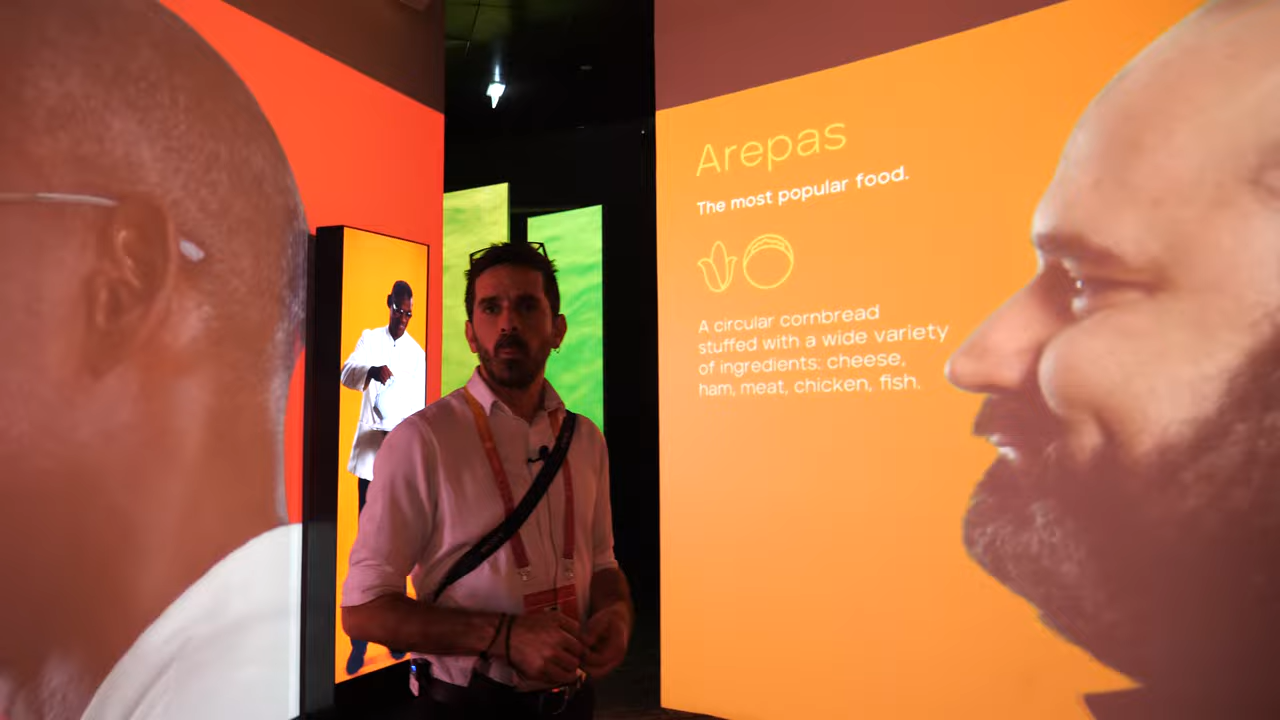 Arepas
The most popular food.
A circular cornbread
stuffed with a wide variety
of ingredients: cheese,
ham, meat, chicken, fish.